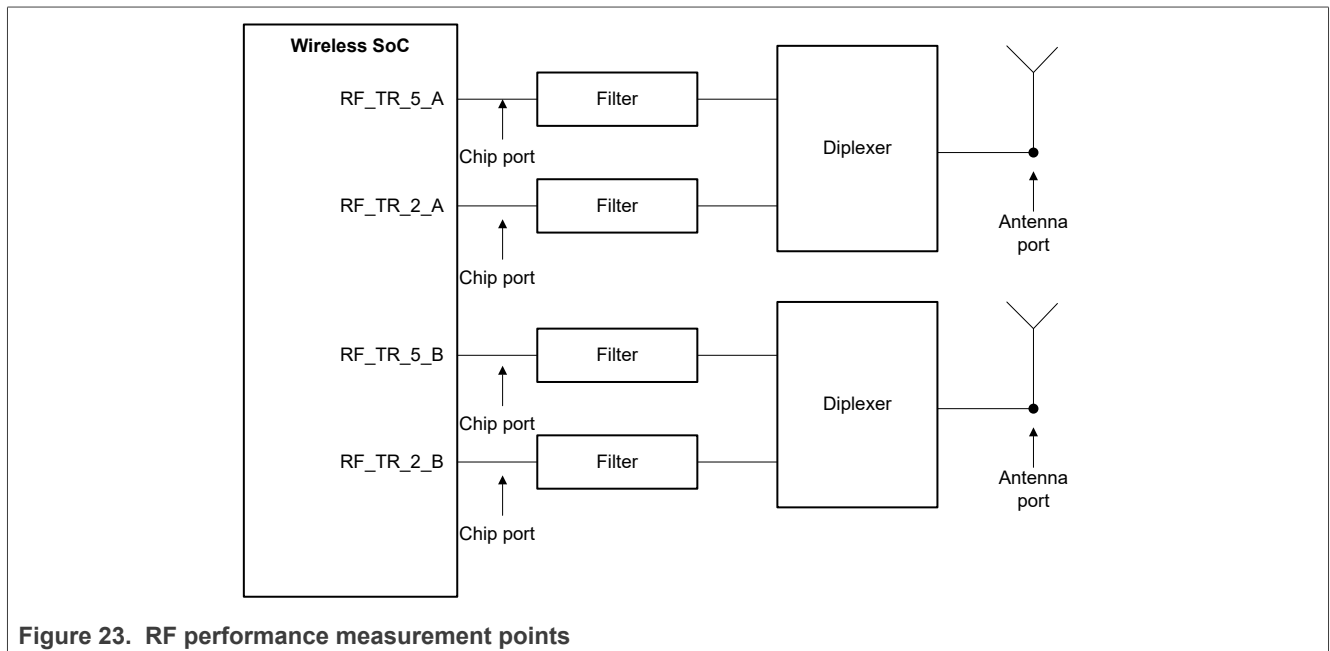 Wireless SoC
RF_TR_5_A
Filter
Chip port
Diplexer
RF_TR_2_A
Filter
Chip port
Antenna
port
RF_TR_5_B
Filter
Chip port
Diplexer
RF_TR_2_B
Filter
Chip port
Antenna
port
Figure 23. RF performance measurement points